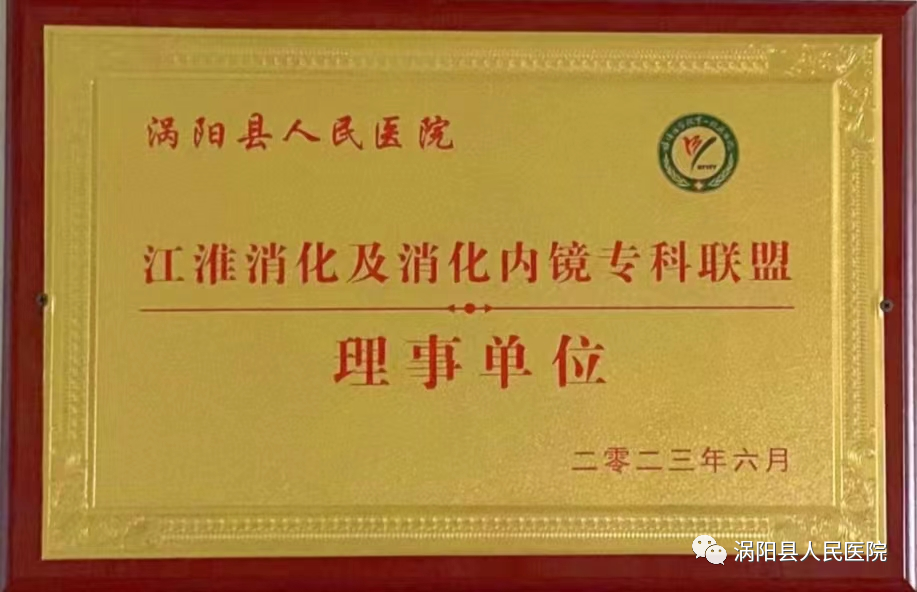 涡阳县人民医院
江淮消化及消化内镜专科联盟
理事单位
二零二三年六月
涡阳县人民医院